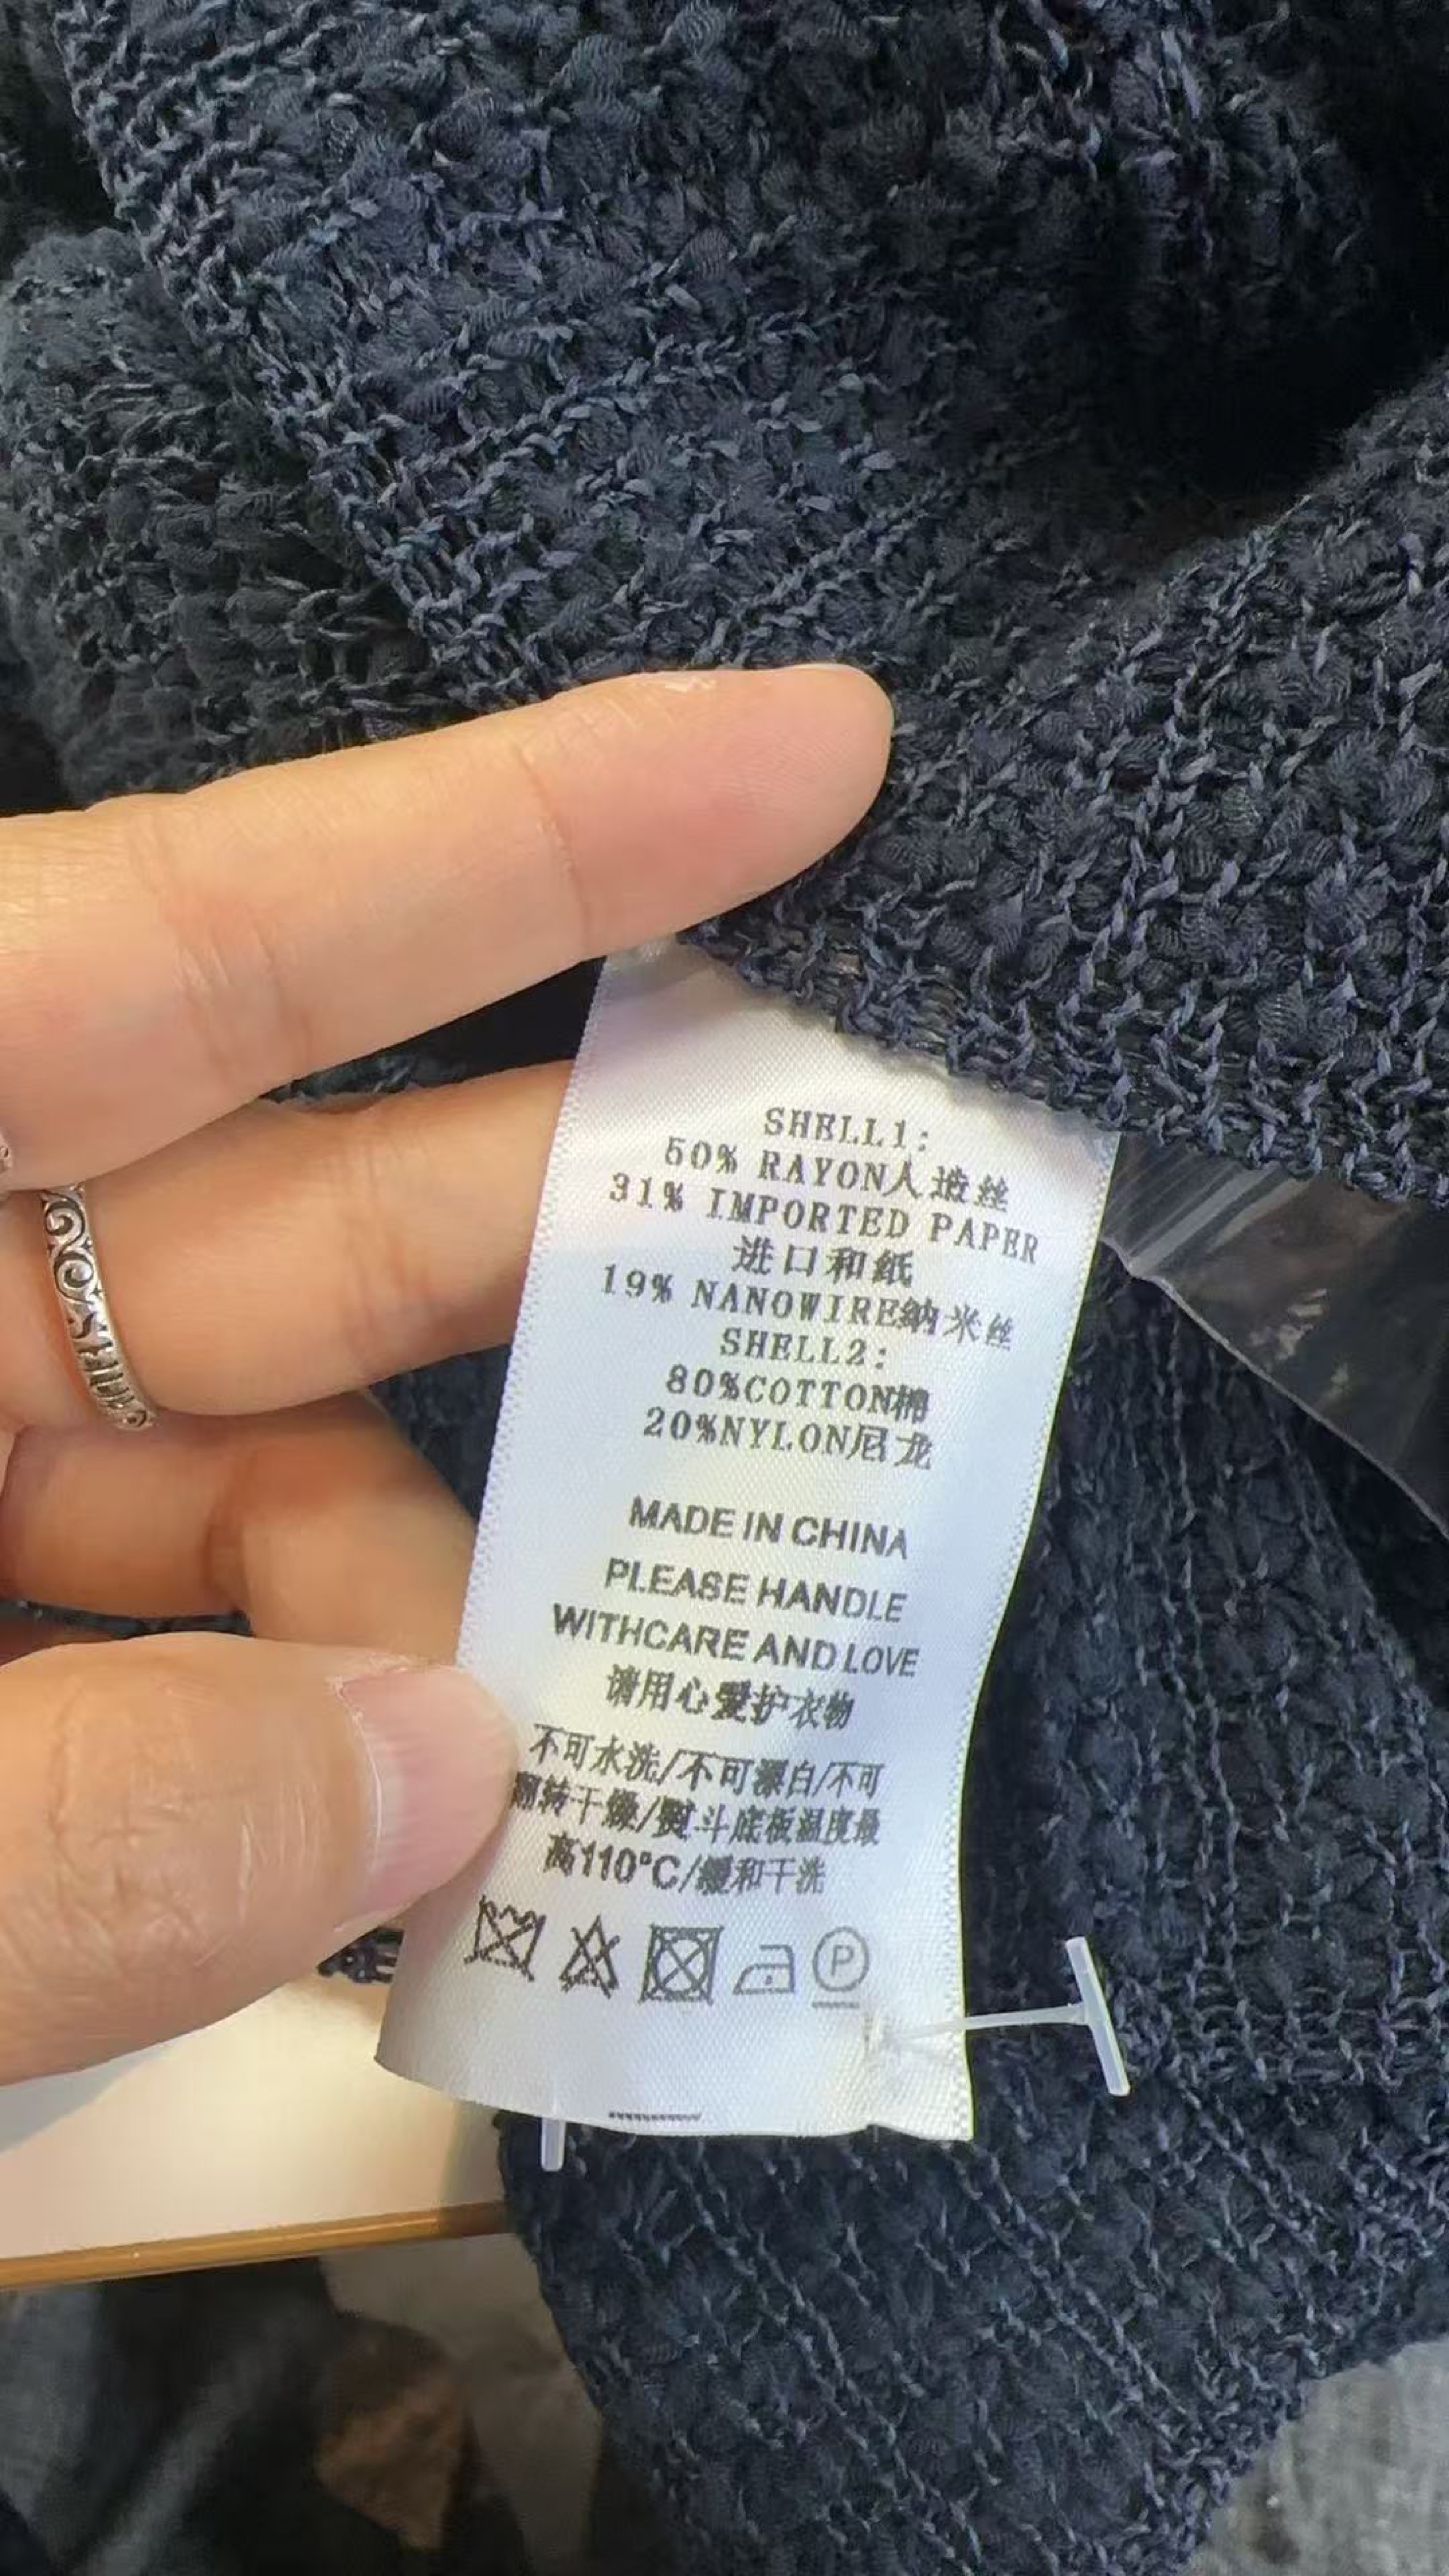 SHELL1:
50% RAYON人造丝
31% IMPORTED PAPER
进口和纸
19% NANOWIRE纳米丝
SHELL2:
80%COTTON棉
20%NYLON尼龙
MADE IN CHINA
PLEASE HANDLE
WITHCARE AND LOVE
请用心爱护衣物
不可水洗/不可漂白/不可
翻转干燥/熨斗底板温度最
高110°C/缓和干洗
P